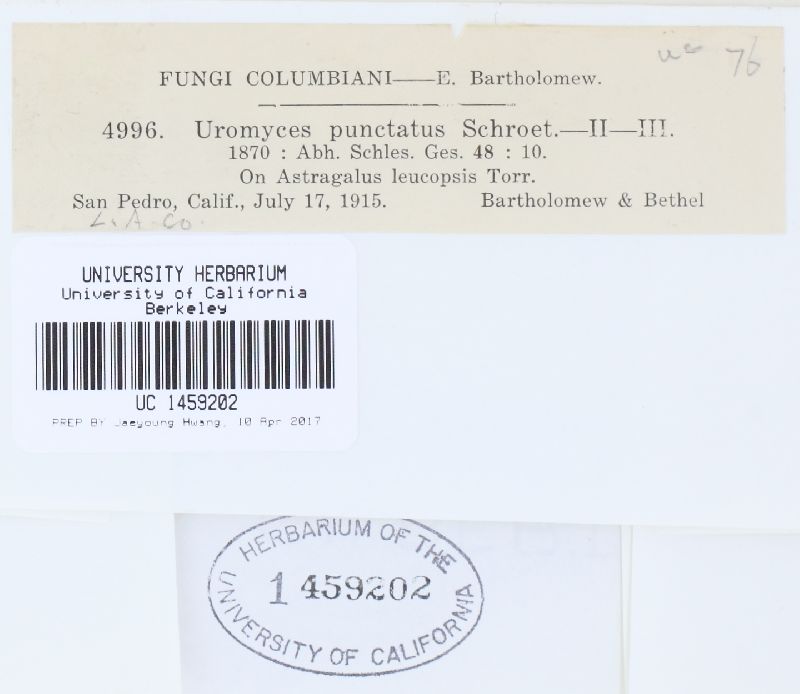 uc 76
FUNGI COLUMBIANI——E. Bartholomew.
4996. Uromyces punctatus Schroet.—II—III.
1870 : Abh. Schles. Ges. 48 : 10.
On Astragalus leucopsis Torr.
San Pedro, Calif., July 17, 1915. Bartholomew & Bethel
L. A. Co.
UNIVERSITY HERBARIUM
University of California
Berkeley
UC 1459202
PREP BY Jaeyoung Hwang, 10 Apr 2017
HERBARIUM OF THE
1 459202
UNIVERSITY OF CALIFORNIA